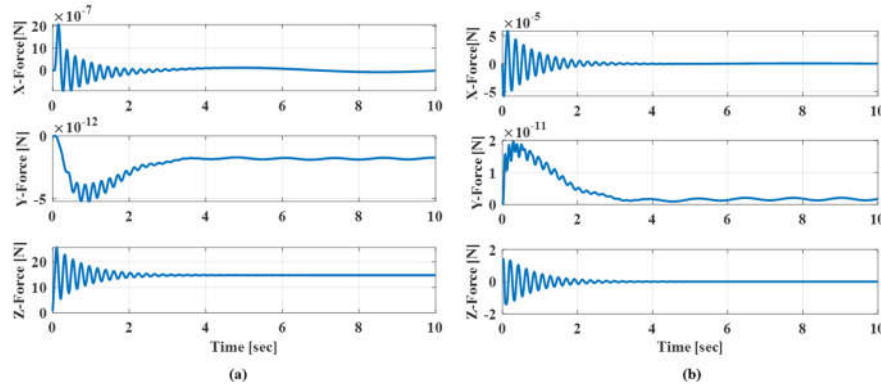 ×10⁻⁷
X-Force[N]
20
10
0
0 2 4 6 8 10
×10⁻¹²
Y-Force [N]
0
-5
0 2 4 6 8 10
Z-Force [N]
20
10
0
0 2 4 6 8 10
Time [sec]
(a)
×10⁻⁵
X-Force [N]
5
0
-5
0 2 4 6 8 10
×10⁻¹¹
Y-Force [N]
2
1
0
0 2 4 6 8 10
Z-Force [N]
2
0
-2
0 2 4 6 8 10
Time [sec]
(b)